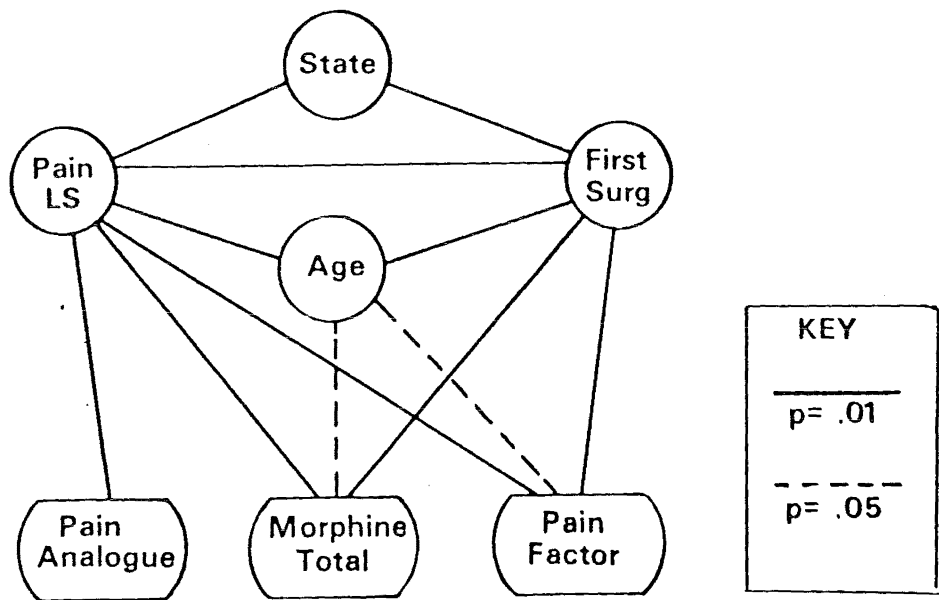 State
Pain
LS
First
Surg
Age
Pain
Analogue
Morphine
Total
Pain
Factor
KEY
p= .01
p= .05